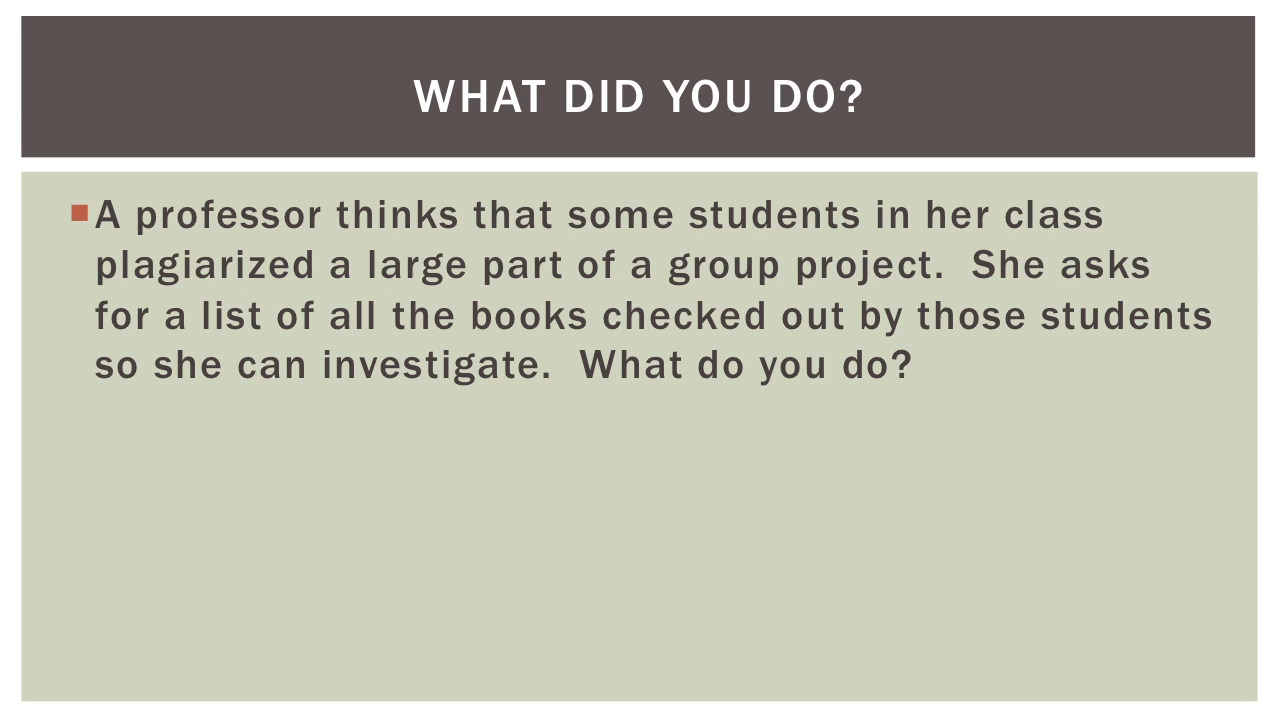 WHAT DID YOU DO?
A professor thinks that some students in her class
plagiarized a large part of a group project.  She asks
for a list of all the books checked out by those students
so she can investigate.  What do you do?